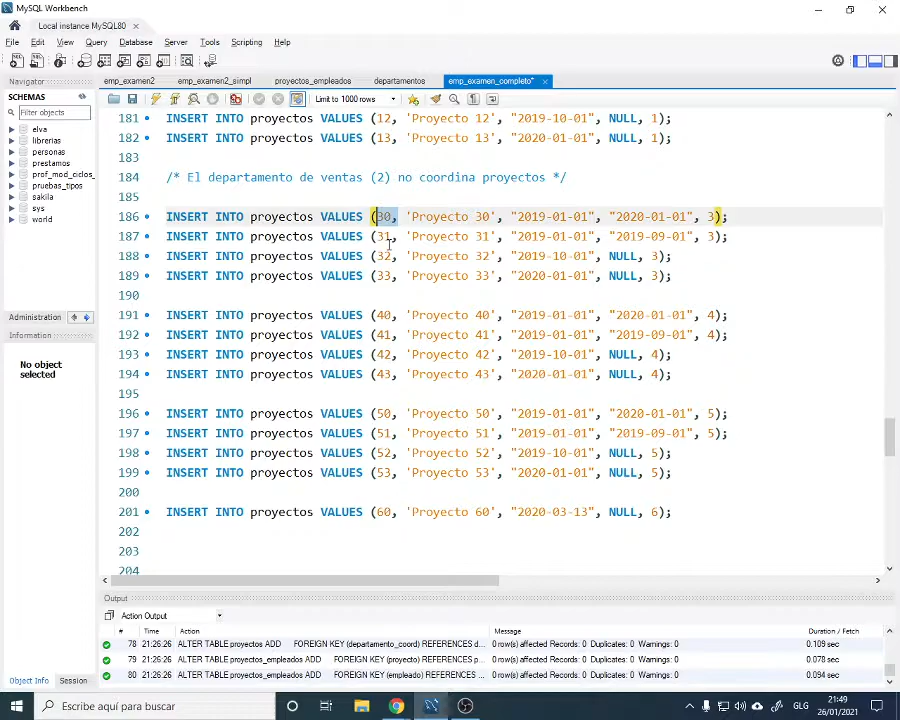 MySQL Workbench
Local instance MySQL80 ×
File Edit View Query Database Server Tools Scripting Help
Navigator
SCHEMAS
Filter objects
elva
librerias
personas
prestamos
prof_mod_ciclos_
pruebas_tipos
sakila
sys
world
Administration
Information
No object
selected
Object Info Session
emp_examen2 emp_examen2_simpl proyectos_empleados departamentos emp_examen_completo* ×
Limit to 1000 rows
181 INSERT INTO proyectos VALUES (12, 'Proyecto 12', "2019-10-01", NULL, 1);
182 INSERT INTO proyectos VALUES (13, 'Proyecto 13', "2020-01-01", NULL, 1);
183
184 /* El departamento de ventas (2) no coordina proyectos */
185
186 INSERT INTO proyectos VALUES (30, 'Proyecto 30', "2019-01-01", "2020-01-01", 3);
187 INSERT INTO proyectos VALUES (31, 'Proyecto 31', "2019-01-01", "2019-09-01", 3);
188 INSERT INTO proyectos VALUES (32, 'Proyecto 32', "2019-10-01", NULL, 3);
189 INSERT INTO proyectos VALUES (33, 'Proyecto 33', "2020-01-01", NULL, 3);
190
191 INSERT INTO proyectos VALUES (40, 'Proyecto 40', "2019-01-01", "2020-01-01", 4);
192 INSERT INTO proyectos VALUES (41, 'Proyecto 41', "2019-01-01", "2019-09-01", 4);
193 INSERT INTO proyectos VALUES (42, 'Proyecto 42', "2019-10-01", NULL, 4);
194 INSERT INTO proyectos VALUES (43, 'Proyecto 43', "2020-01-01", NULL, 4);
195
196 INSERT INTO proyectos VALUES (50, 'Proyecto 50', "2019-01-01", "2020-01-01", 5);
197 INSERT INTO proyectos VALUES (51, 'Proyecto 51', "2019-01-01", "2019-09-01", 5);
198 INSERT INTO proyectos VALUES (52, 'Proyecto 52', "2019-10-01", NULL, 5);
199 INSERT INTO proyectos VALUES (53, 'Proyecto 53', "2020-01-01", NULL, 5);
200
201 INSERT INTO proyectos VALUES (60, 'Proyecto 60', "2020-03-13", NULL, 6);
202
203
204
Output
Action Output
# Time Action Message Duration / Fetch
78 21:26:26 ALTER TABLE proyectos ADD FOREIGN KEY (departamento_coord) REFERENCES d... 0 row(s) affected Records: 0 Duplicates: 0 Warnings: 0 0.109 sec
79 21:26:26 ALTER TABLE proyectos_empleados ADD FOREIGN KEY (proyecto) REFERENCES p... 0 row(s) affected Records: 0 Duplicates: 0 Warnings: 0 0.078 sec
80 21:26:26 ALTER TABLE proyectos_empleados ADD FOREIGN KEY (empleado) REFERENCES e... 0 row(s) affected Records: 0 Duplicates: 0 Warnings: 0 0.094 sec
Escribe aquí para buscar
GLG
21:49
26/01/2021